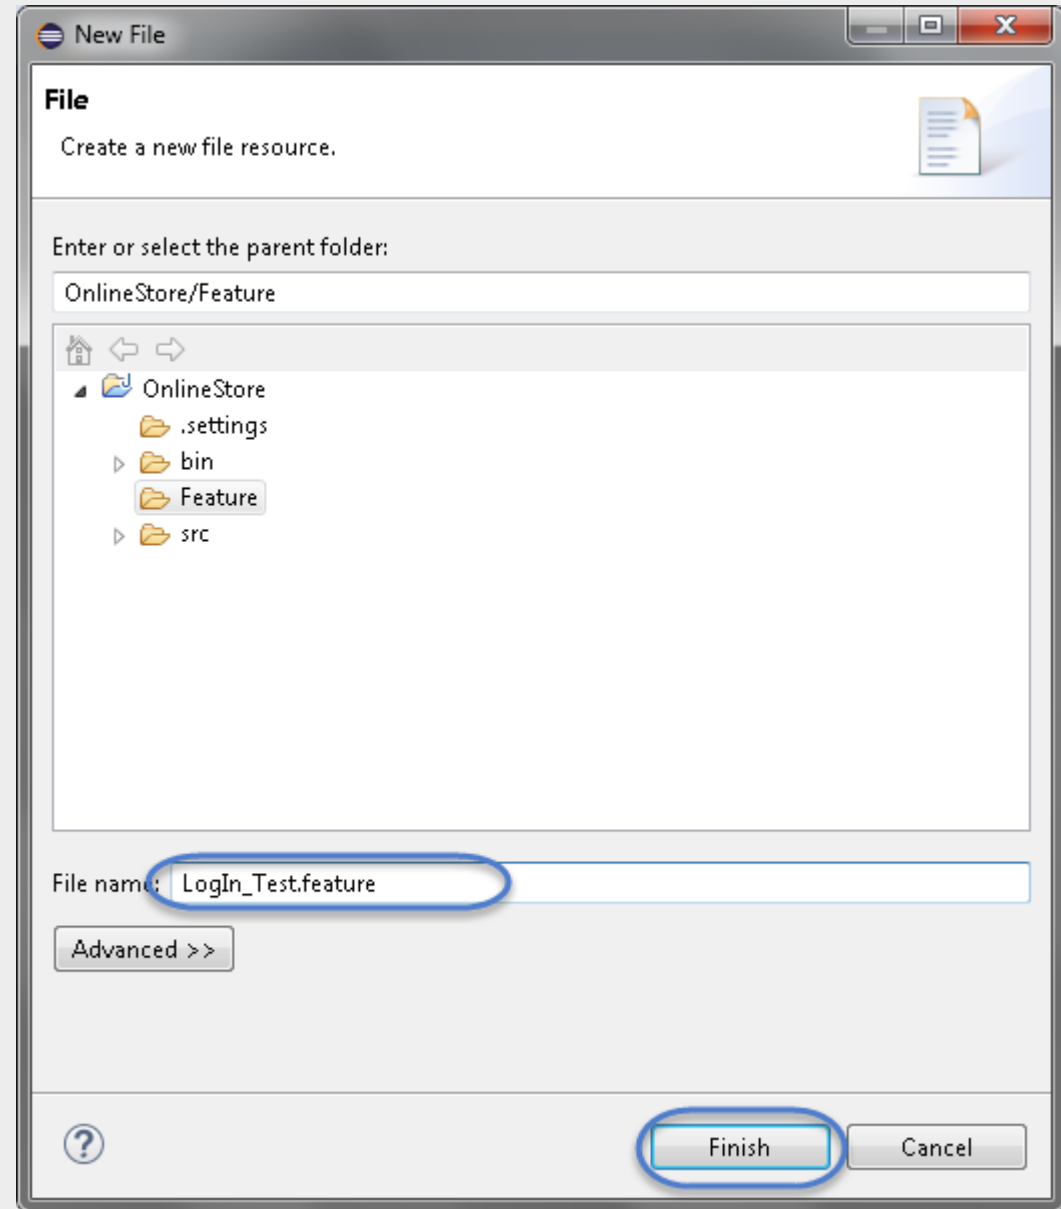 New File
File
Create a new file resource.
Enter or select the parent folder:
OnlineStore/Feature
OnlineStore
.settings
bin
Feature
src
File name: LogIn_Test.feature
Advanced >>
Finish Cancel